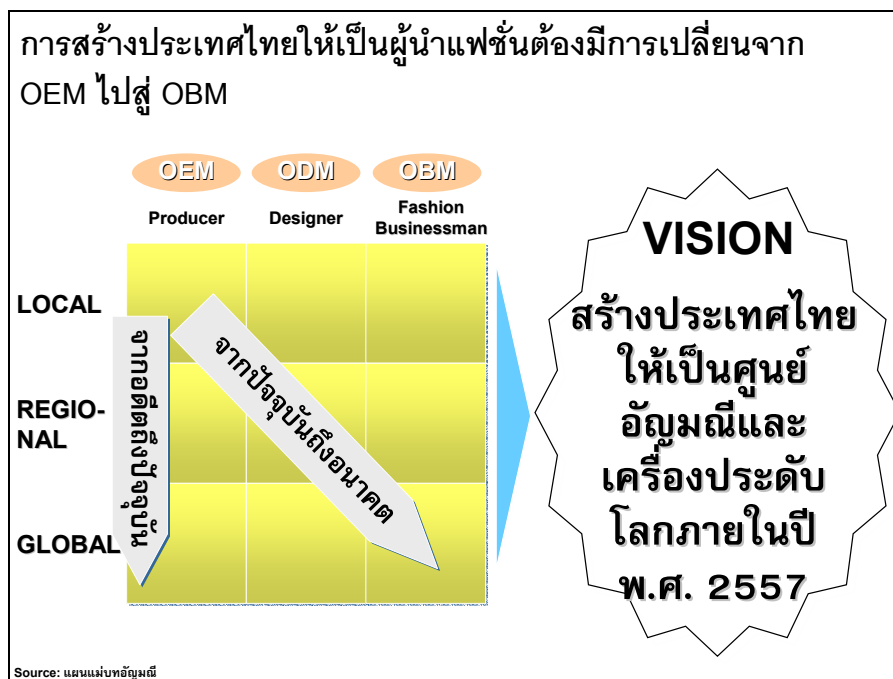 การสร้างประเทศไทยให้เป็นผู้นำแฟชั่นต้องมีการเปลี่ยนจาก
OEM ไปสู่ OBM
OEM
ODM
OBM
Producer
Designer
Fashion
Businessman
LOCAL
REGIO-
NAL
GLOBAL
จากอดีตถึงปัจจุบัน
จากปัจจุบันถึงอนาคต
VISION
สร้างประเทศไทย
ให้เป็นศูนย์
อัญมณีและ
เครื่องประดับ
โลกภายในปี
พ.ศ. 2557
Source: แผนแม่บทอัญมณี